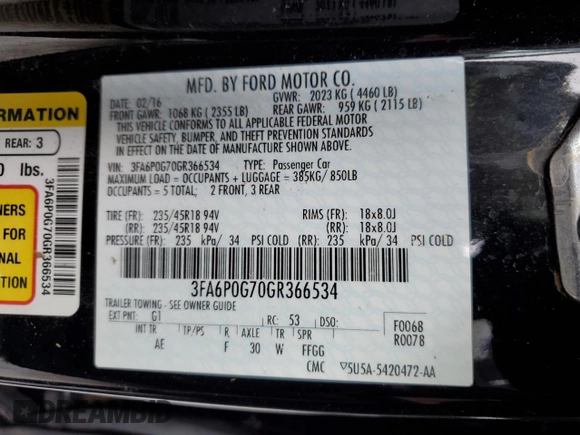 MFD. BY FORD MOTOR CO.
DATE: 02/16 GVWR: 2023 KG ( 4460 LB)
FRONT GAWR: 1068 KG ( 2355 LB) REAR GAWR: 959 KG ( 2115 LB)
THIS VEHICLE CONFORMS TO ALL APPLICABLE FEDERAL MOTOR
VEHICLE SAFETY, BUMPER, AND THEFT PREVENTION STANDARDS
IN EFFECT ON THE DATE OF MANUFACTURE SHOWN ABOVE.
VIN: 3FA6P0G70GR366534 TYPE: Passenger Car
MAXIMUM LOAD = OCCUPANTS + LUGGAGE = 385KG/ 850LB
OCCUPANTS = 5 TOTAL; 2 FRONT, 3 REAR
TIRE (FR): 235/45R18 94V RIMS (FR): 18x8.0J
(RR): 235/45R18 94V (RR): 18x8.0J
PRESSURE (FR): 235 kPa/ 34 PSI COLD (RR): 235 kPa/ 34 PSI COLD
3FA6P0G70GR366534
TRAILER TOWING - SEE OWNER GUIDE
EXT PNT: G1 RC: 53 DSO:
F0068
R0078
INT TR TP/PS R AXLE TR SPR
AE F 30 W FFGG
CMC 5U5A-5420472-AA
ORMATION
REAR: 3
0 lbs.
NERS
FOR
ONAL
TION
3FA6P0G70GR366534
DREAMBID